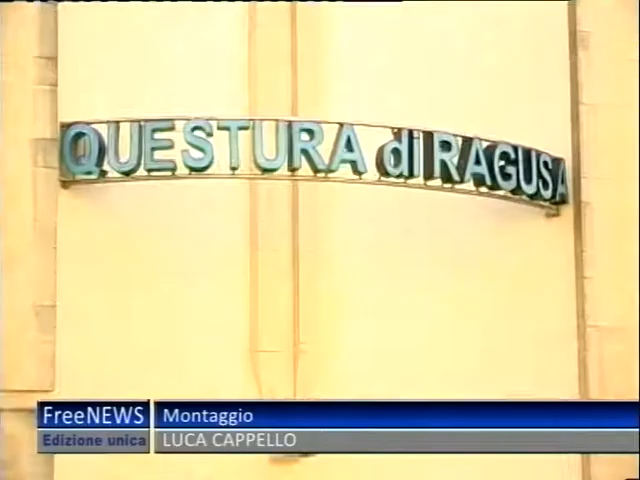 QUESTURA di RAGUSA
FreeNEWS
Montaggio
Edizione unica
LUCA CAPPELLO